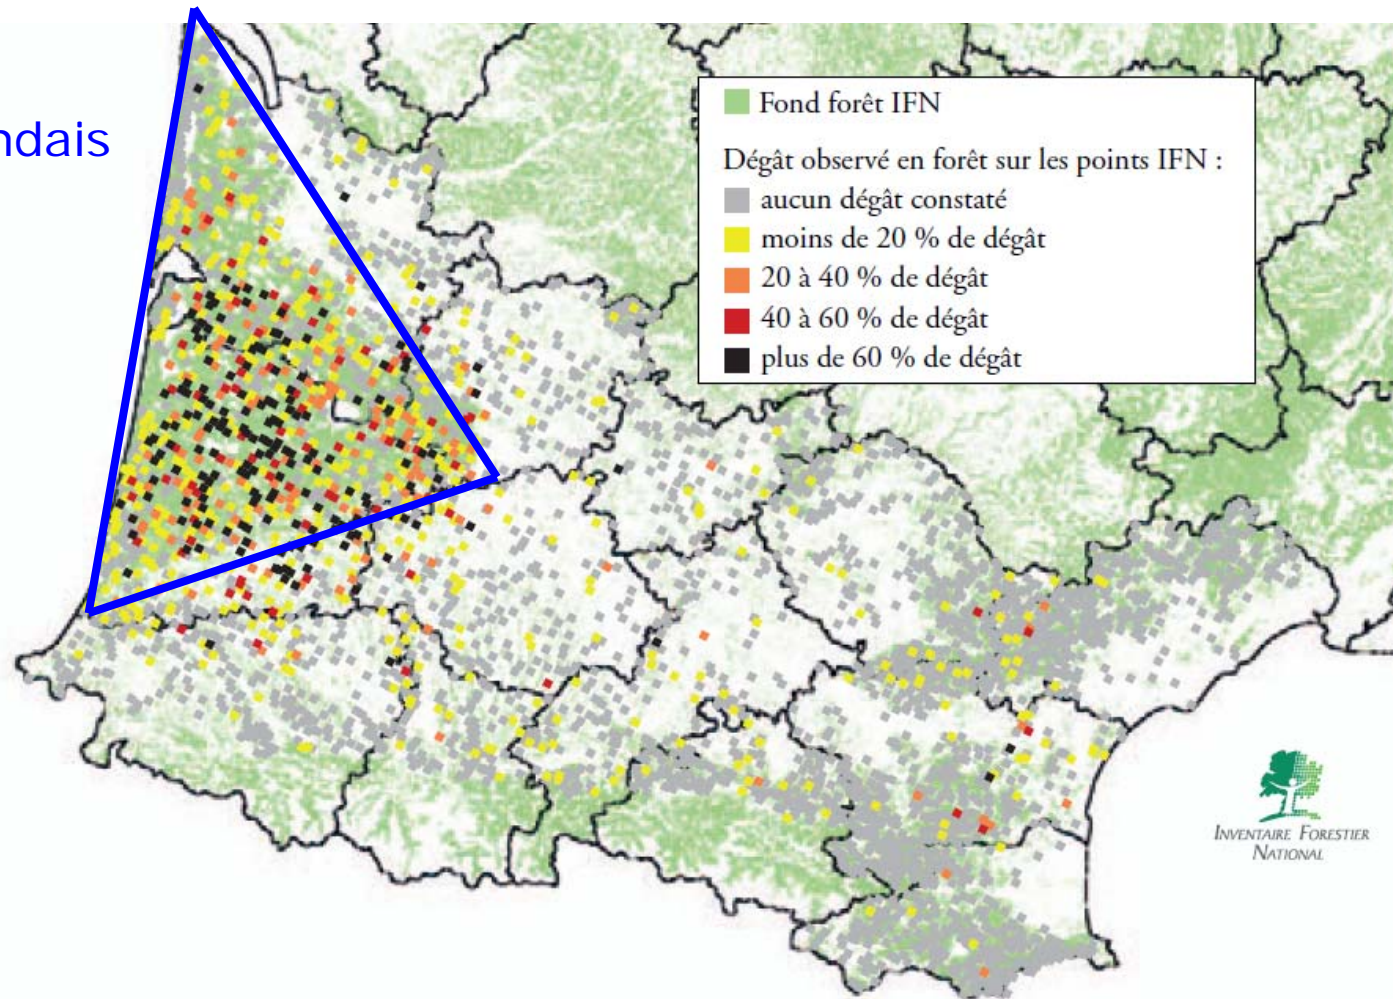 ndais
Fond forêt IFN
Dégât observé en forêt sur les points IFN :
aucun dégât constaté
moins de 20 % de dégât
20 à 40 % de dégât
40 à 60 % de dégât
plus de 60 % de dégât
INVENTAIRE FORESTIER
NATIONAL